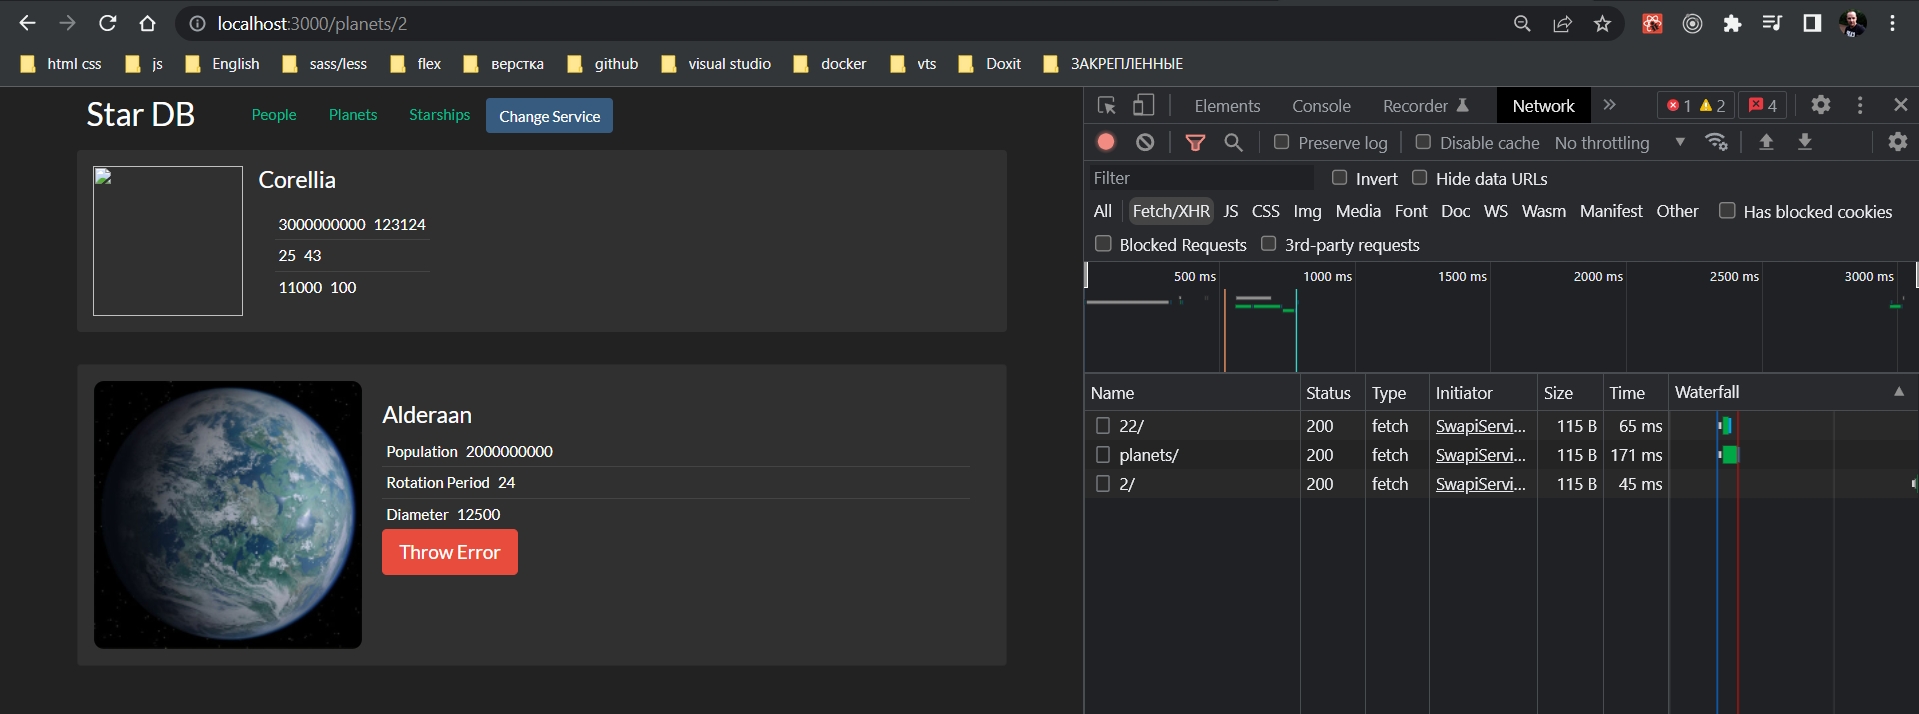 localhost:3000/planets/2
html css js English sass/less flex верстка github visual studio docker vts Doxit ЗАКРЕПЛЕННЫЕ
Star DB People Planets Starships Change Service
Corellia
3000000000 123124
25 43
11000 100
Alderaan
Population 2000000000
Rotation Period 24
Diameter 12500
Throw Error
Elements Console Recorder Network 1 2 4
Preserve log Disable cache No throttling
Filter Invert Hide data URLs
All Fetch/XHR JS CSS Img Media Font Doc WS Wasm Manifest Other Has blocked cookies
Blocked Requests 3rd-party requests
500 ms 1000 ms 1500 ms 2000 ms 2500 ms 3000 ms
Name Status Type Initiator Size Time Waterfall
22/ 200 fetch SwapiServi... 115 B 65 ms
planets/ 200 fetch SwapiServi... 115 B 171 ms
2/ 200 fetch SwapiServi... 115 B 45 ms